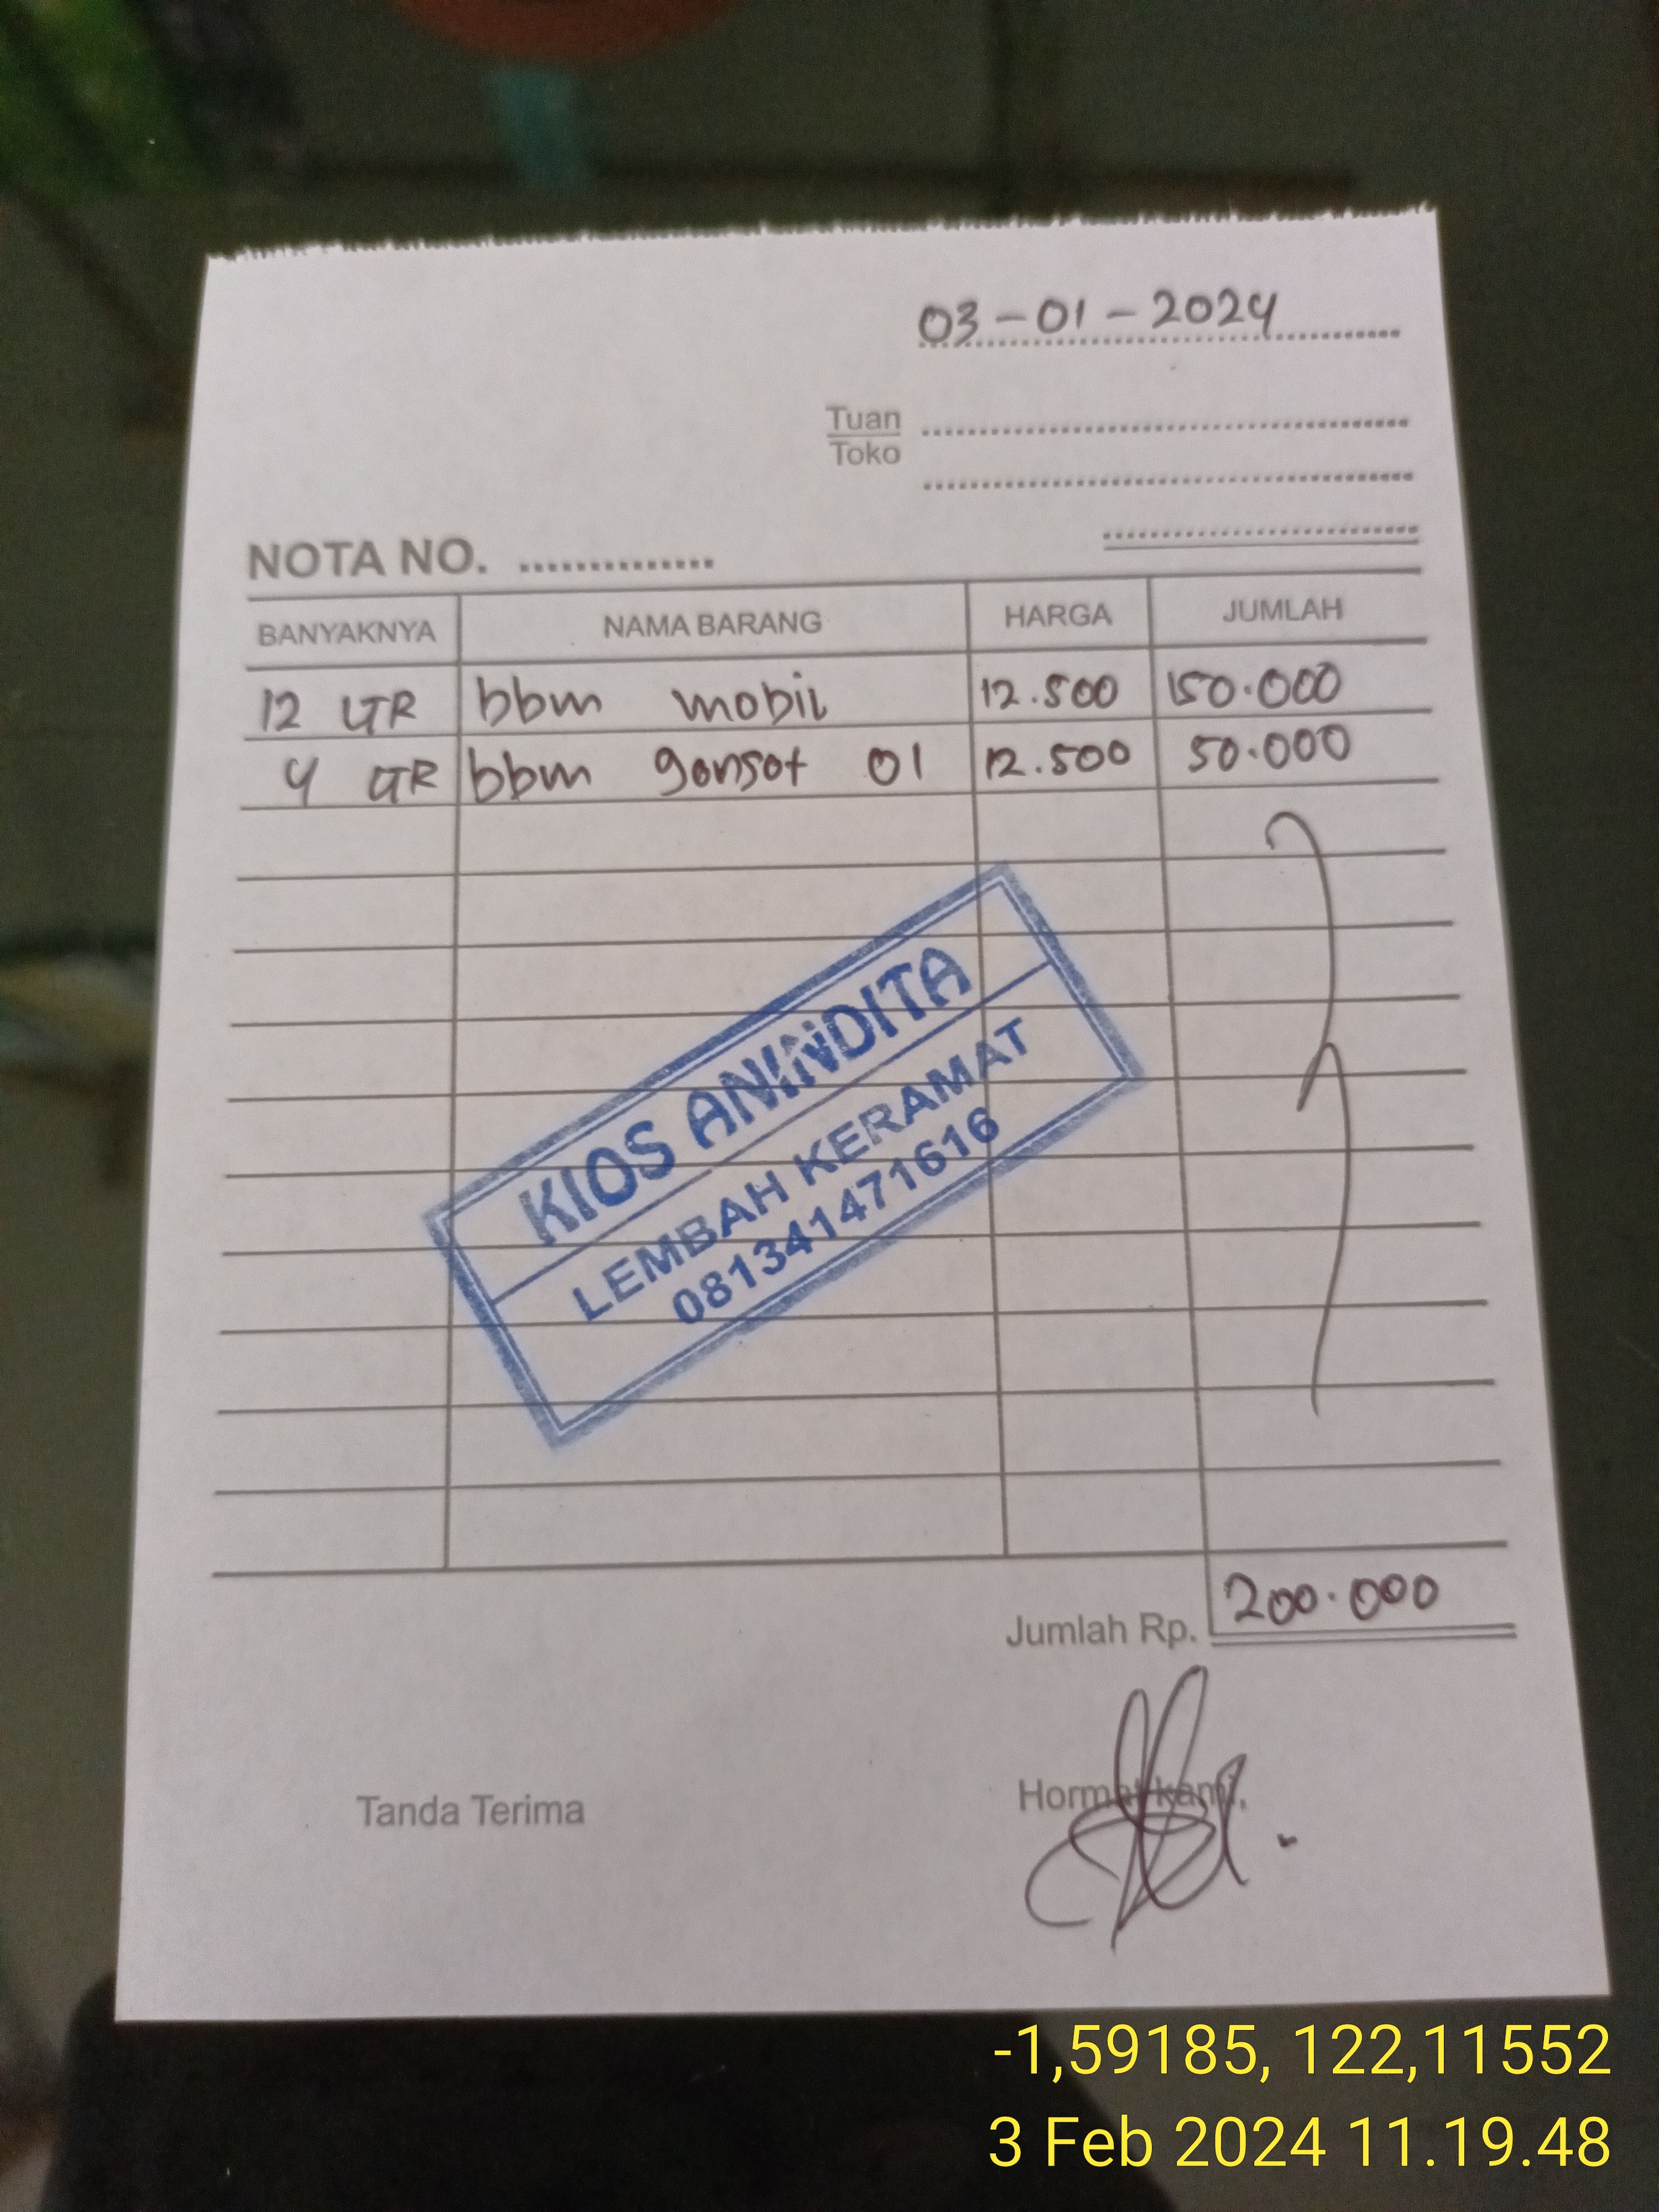 03-01-2024
Tuan
Toko
NOTA NO. ..............
BANYAKNYA NAMA BARANG HARGA JUMLAH
12 LTR bbm mobil 12.500 150.000
4 LTR bbm gonsot 01 12.500 50.000
KIOS ANINDITA
LEMBAH KERAMAT
081341471616
Jumlah Rp. 200.000
Tanda Terima Hormat kami,
-1,59185, 122,11552
3 Feb 2024 11.19.48